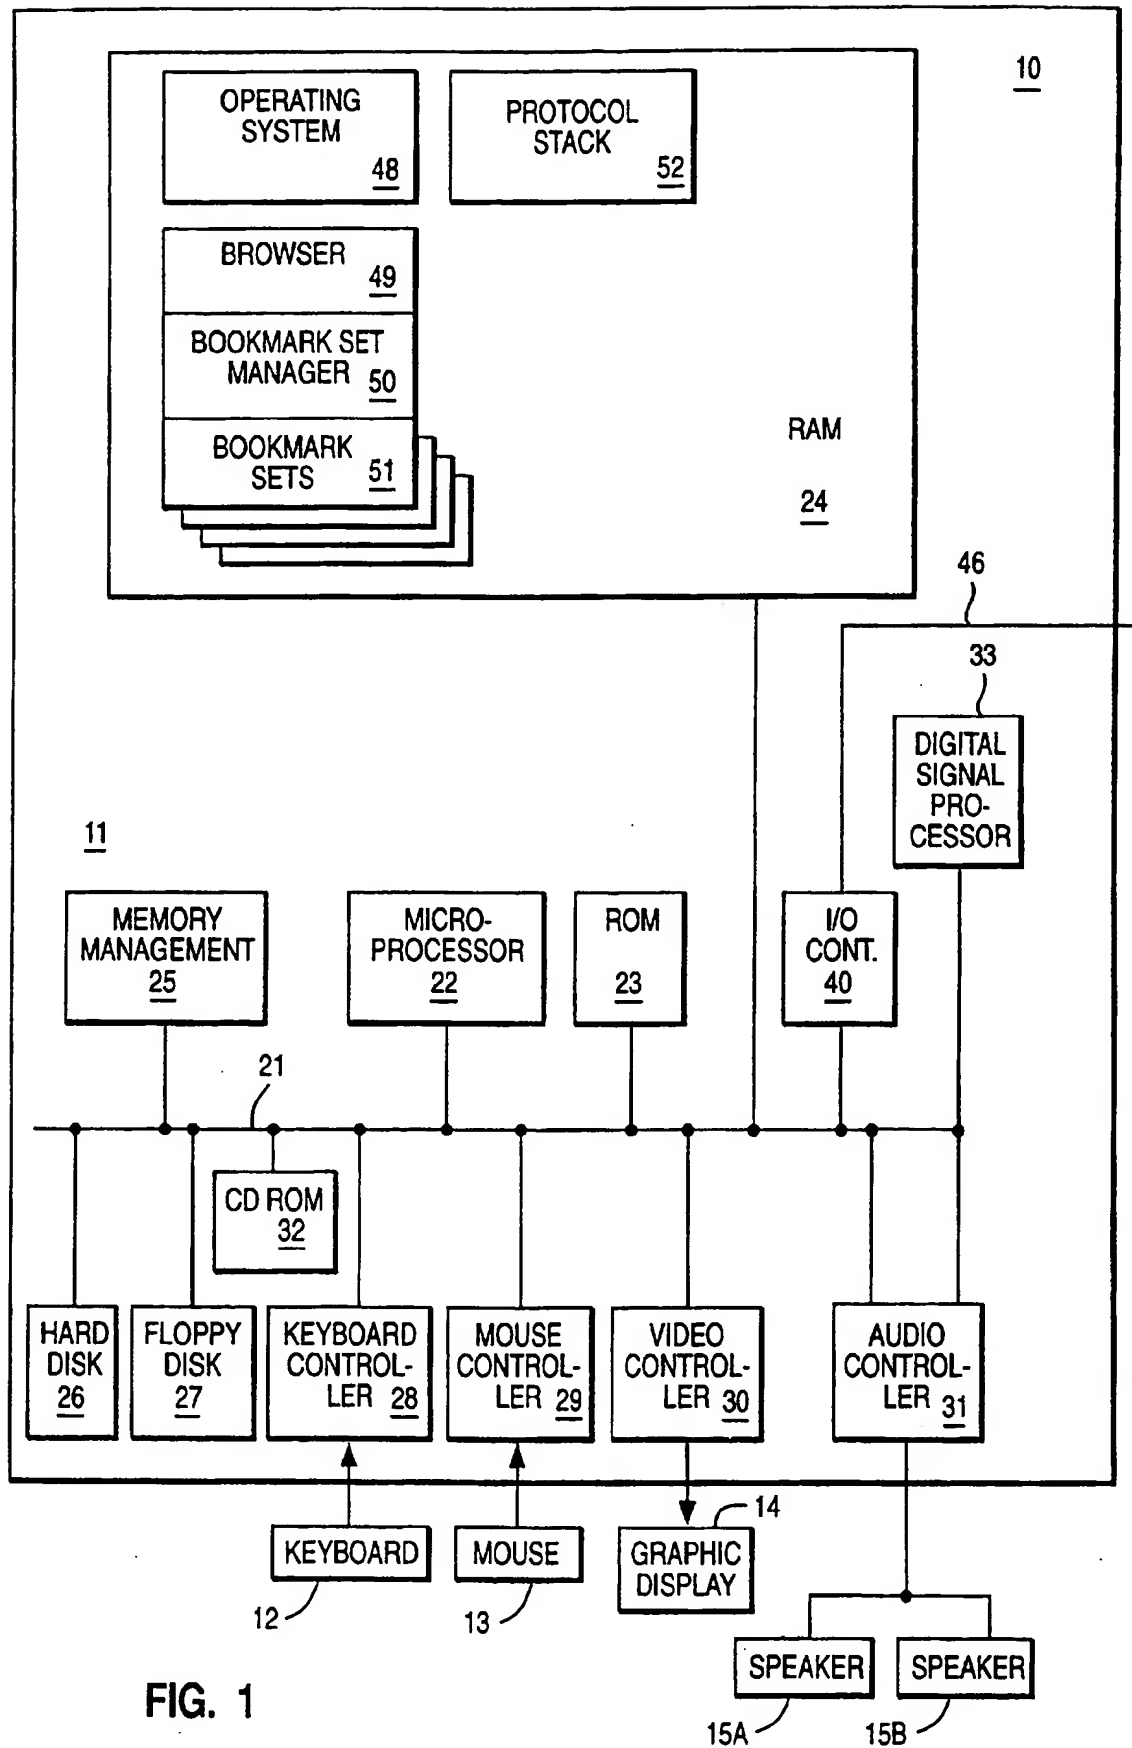 10
OPERATING
SYSTEM
48
PROTOCOL
STACK
52
BROWSER
49
BOOKMARK SET
MANAGER
50
BOOKMARK
SETS
51
RAM
24
46
33
DIGITAL
SIGNAL
PRO-
CESSOR
11
MEMORY
MANAGEMENT
25
MICRO-
PROCESSOR
22
ROM
23
I/O
CONT.
40
21
CD ROM
32
HARD
DISK
26
FLOPPY
DISK
27
KEYBOARD
CONTROL-
LER 28
MOUSE
CONTROL-
LER 29
VIDEO
CONTROL-
LER 30
AUDIO
CONTROL-
LER 31
KEYBOARD
12
MOUSE
13
14
GRAPHIC
DISPLAY
SPEAKER
15A
SPEAKER
15B
FIG. 1